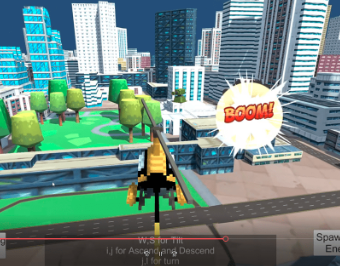 BOOM!
W,S for Tilt
i,j for Ascend and Descend
j,l for turn
Spaw
En